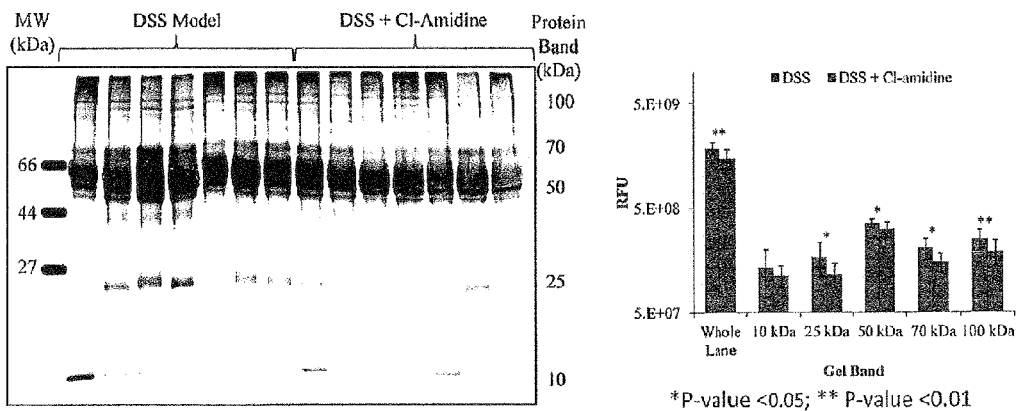 MW
(kDa)
DSS Model
DSS + Cl-Amidine
Protein
Band
(kDa)
66
44
27
100
70
50
25
10
DSS
DSS + Cl-amidine
5.E+09
5.E+08
5.E+07
RFU
**
*
*
*
**
Whole
Lane
10 kDa
25 kDa
50 kDa
70 kDa
100 kDa
Gel Band
*P-value <0.05; ** P-value <0.01